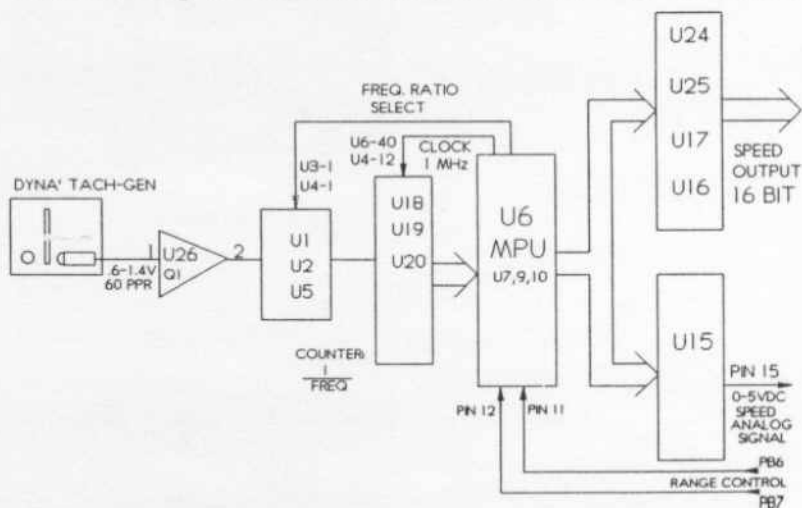 U24
U25
U17
U16
SPEED
OUTPUT
16 BIT
FREQ. RATIO
SELECT
U6-40
U4-12
CLOCK
1 MHz
U3-1
U4-1
DYNA' TACH-GEN
1
U26
Q1
2
.6-1.4V
60 PPR
U1
U2
U5
U18
U19
U20
U6
MPU
U7,9,10
COUNTER:
1
FREQ
U15
PIN 15
0-5VDC
SPEED
ANALOG
SIGNAL
PIN 12
PIN 11
PB6
RANGE CONTROL
PB7